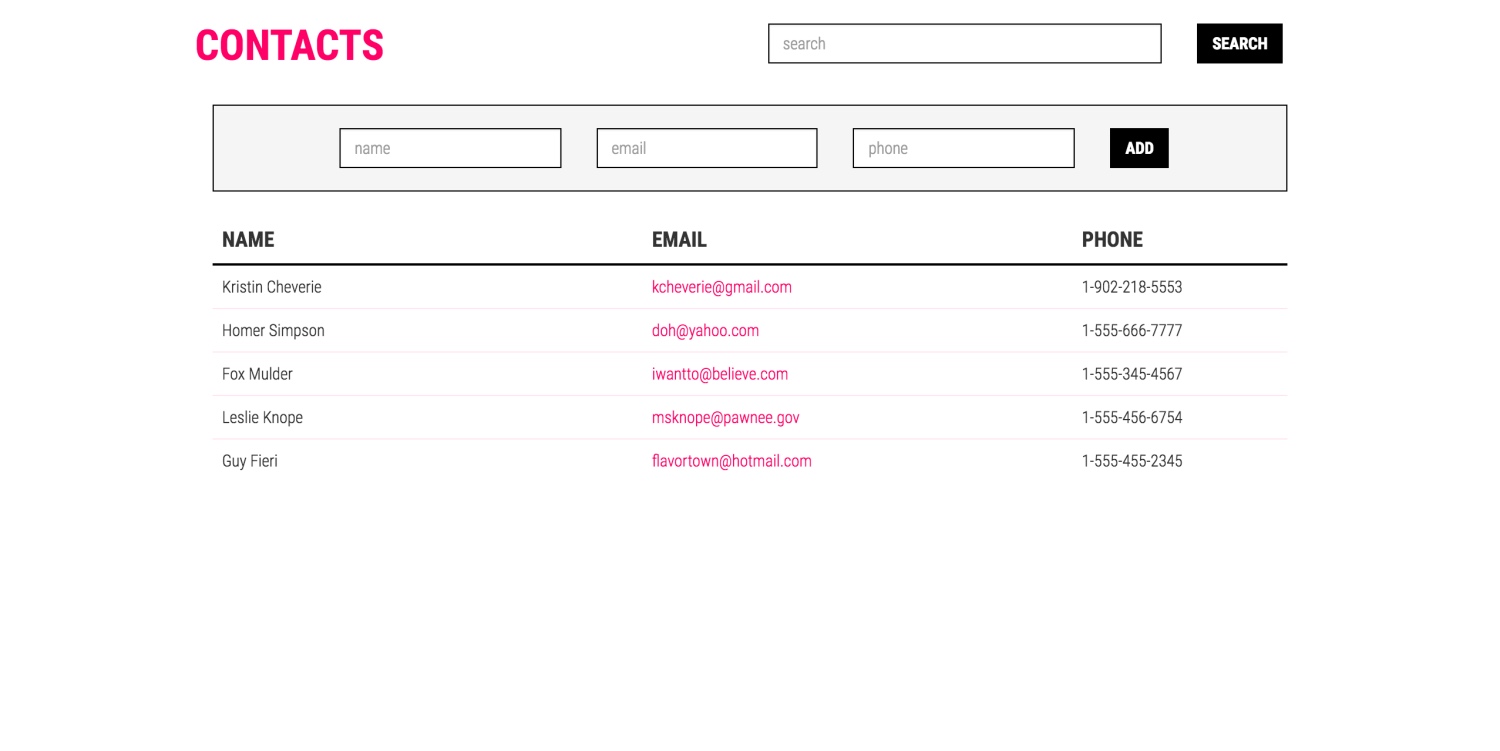 CONTACTS search SEARCH
name email phone ADD
NAME EMAIL PHONE
Kristin Cheverie kcheverie@gmail.com 1-902-218-5553
Homer Simpson doh@yahoo.com 1-555-666-7777
Fox Mulder iwantto@believe.com 1-555-345-4567
Leslie Knope msknope@pawnee.gov 1-555-456-6754
Guy Fieri flavortown@hotmail.com 1-555-455-2345